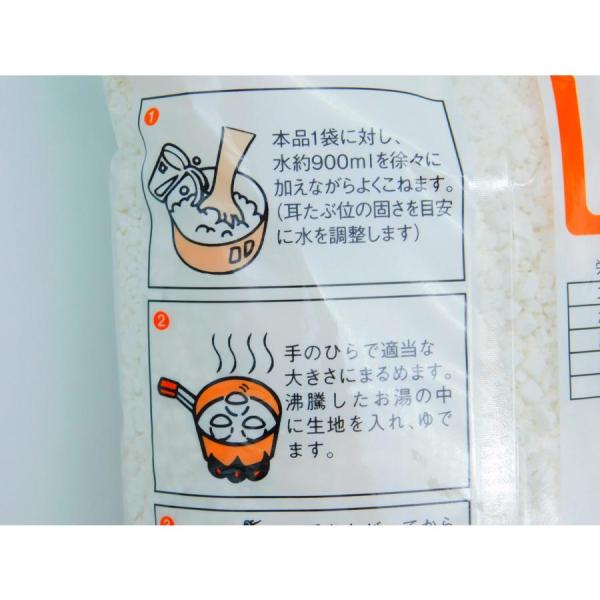 1
本品1袋に対し、
水約900mlを徐々に
加えながらよくこねます。
(耳たぶ位の固さを目安
に水を調整します)
2
手のひらで適当な
大きさにまるめます。
沸騰したお湯の中
に生地を入れ、ゆで
ます。
3